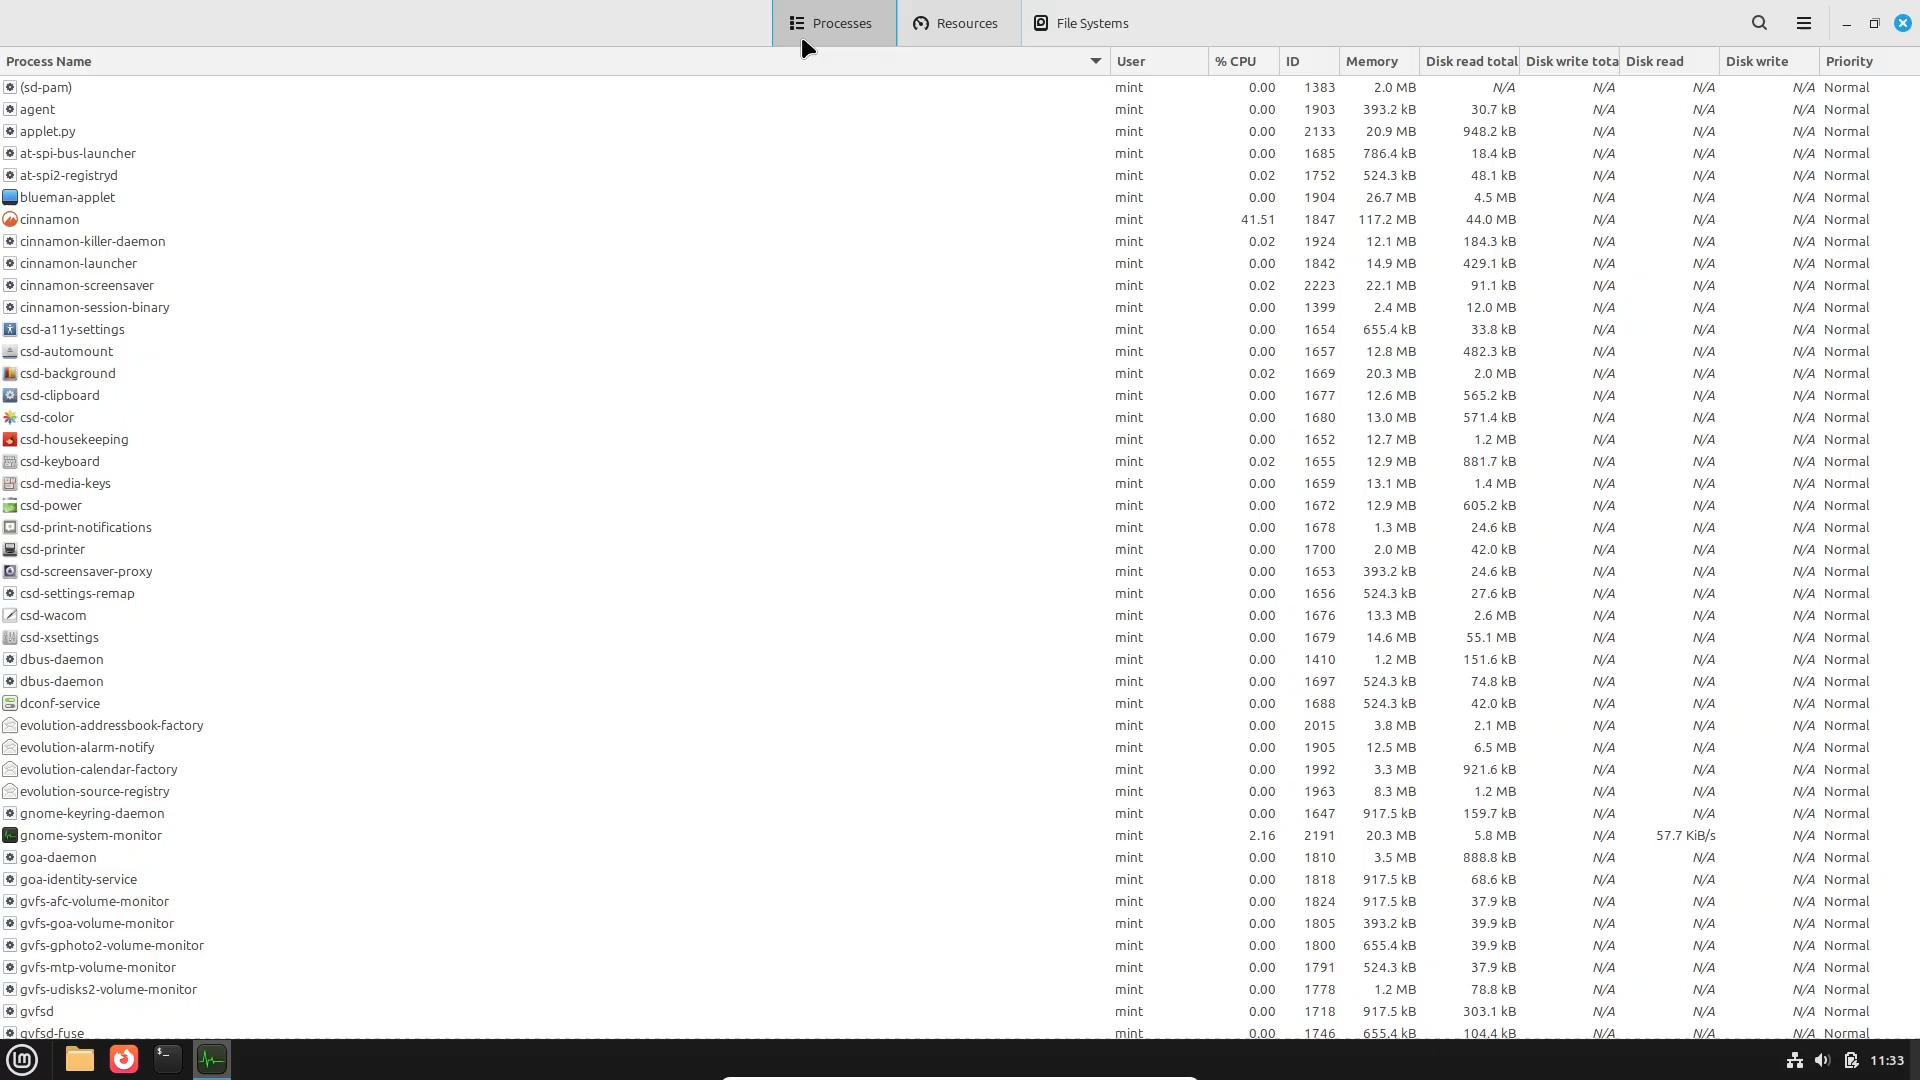 Processes Resources File Systems
Process Name User % CPU ID Memory Disk read total Disk write tota Disk read Disk write Priority
(sd-pam) mint 0.00 1383 2.0 MB N/A N/A N/A N/A Normal
agent mint 0.00 1903 393.2 kB 30.7 kB N/A N/A N/A Normal
applet.py mint 0.00 2133 20.9 MB 948.2 kB N/A N/A N/A Normal
at-spi-bus-launcher mint 0.00 1685 786.4 kB 18.4 kB N/A N/A N/A Normal
at-spi2-registryd mint 0.02 1752 524.3 kB 48.1 kB N/A N/A N/A Normal
blueman-applet mint 0.00 1904 26.7 MB 4.5 MB N/A N/A N/A Normal
cinnamon mint 41.51 1847 117.2 MB 44.0 MB N/A N/A N/A Normal
cinnamon-killer-daemon mint 0.02 1924 12.1 MB 184.3 kB N/A N/A N/A Normal
cinnamon-launcher mint 0.00 1842 14.9 MB 429.1 kB N/A N/A N/A Normal
cinnamon-screensaver mint 0.02 2223 22.1 MB 91.1 kB N/A N/A N/A Normal
cinnamon-session-binary mint 0.00 1399 2.4 MB 12.0 MB N/A N/A N/A Normal
csd-a11y-settings mint 0.00 1654 655.4 kB 33.8 kB N/A N/A N/A Normal
csd-automount mint 0.00 1657 12.8 MB 482.3 kB N/A N/A N/A Normal
csd-background mint 0.02 1669 20.3 MB 2.0 MB N/A N/A N/A Normal
csd-clipboard mint 0.00 1677 12.6 MB 565.2 kB N/A N/A N/A Normal
csd-color mint 0.00 1680 13.0 MB 571.4 kB N/A N/A N/A Normal
csd-housekeeping mint 0.00 1652 12.7 MB 1.2 MB N/A N/A N/A Normal
csd-keyboard mint 0.02 1655 12.9 MB 881.7 kB N/A N/A N/A Normal
csd-media-keys mint 0.00 1659 13.1 MB 1.4 MB N/A N/A N/A Normal
csd-power mint 0.00 1672 12.9 MB 605.2 kB N/A N/A N/A Normal
csd-print-notifications mint 0.00 1678 1.3 MB 24.6 kB N/A N/A N/A Normal
csd-printer mint 0.00 1700 2.0 MB 42.0 kB N/A N/A N/A Normal
csd-screensaver-proxy mint 0.00 1653 393.2 kB 24.6 kB N/A N/A N/A Normal
csd-settings-remap mint 0.00 1656 524.3 kB 27.6 kB N/A N/A N/A Normal
csd-wacom mint 0.00 1676 13.3 MB 2.6 MB N/A N/A N/A Normal
csd-xsettings mint 0.00 1679 14.6 MB 55.1 MB N/A N/A N/A Normal
dbus-daemon mint 0.00 1410 1.2 MB 151.6 kB N/A N/A N/A Normal
dbus-daemon mint 0.00 1697 524.3 kB 74.8 kB N/A N/A N/A Normal
dconf-service mint 0.00 1688 524.3 kB 42.0 kB N/A N/A N/A Normal
evolution-addressbook-factory mint 0.00 2015 3.8 MB 2.1 MB N/A N/A N/A Normal
evolution-alarm-notify mint 0.00 1905 12.5 MB 6.5 MB N/A N/A N/A Normal
evolution-calendar-factory mint 0.00 1992 3.3 MB 921.6 kB N/A N/A N/A Normal
evolution-source-registry mint 0.00 1963 8.3 MB 1.2 MB N/A N/A N/A Normal
gnome-keyring-daemon mint 0.00 1647 917.5 kB 159.7 kB N/A N/A N/A Normal
gnome-system-monitor mint 2.16 2191 20.3 MB 5.8 MB N/A 57.7 KiB/s N/A Normal
goa-daemon mint 0.00 1810 3.5 MB 888.8 kB N/A N/A N/A Normal
goa-identity-service mint 0.00 1818 917.5 kB 68.6 kB N/A N/A N/A Normal
gvfs-afc-volume-monitor mint 0.00 1824 917.5 kB 37.9 kB N/A N/A N/A Normal
gvfs-goa-volume-monitor mint 0.00 1805 393.2 kB 39.9 kB N/A N/A N/A Normal
gvfs-gphoto2-volume-monitor mint 0.00 1800 655.4 kB 39.9 kB N/A N/A N/A Normal
gvfs-mtp-volume-monitor mint 0.00 1791 524.3 kB 37.9 kB N/A N/A N/A Normal
gvfs-udisks2-volume-monitor mint 0.00 1778 1.2 MB 78.8 kB N/A N/A N/A Normal
gvfsd mint 0.00 1718 917.5 kB 303.1 kB N/A N/A N/A Normal
gvfsd-fuse mint 0.00 1746 655.4 kB 104.4 kB N/A N/A N/A Normal
11:33